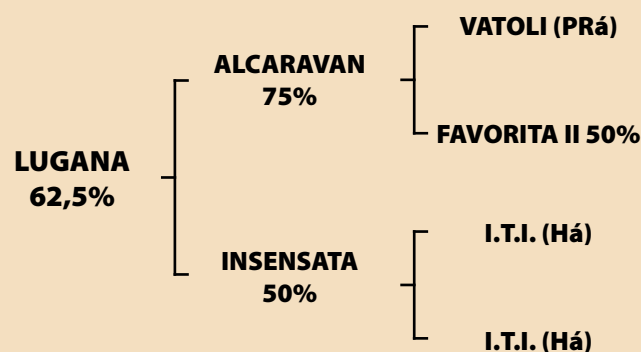 LUGANA
62,5%
ALCARAVAN
75%
INSENSATA
50%
VATOLI (PRá)
FAVORITA II 50%
I.T.I. (Há)
I.T.I. (Há)